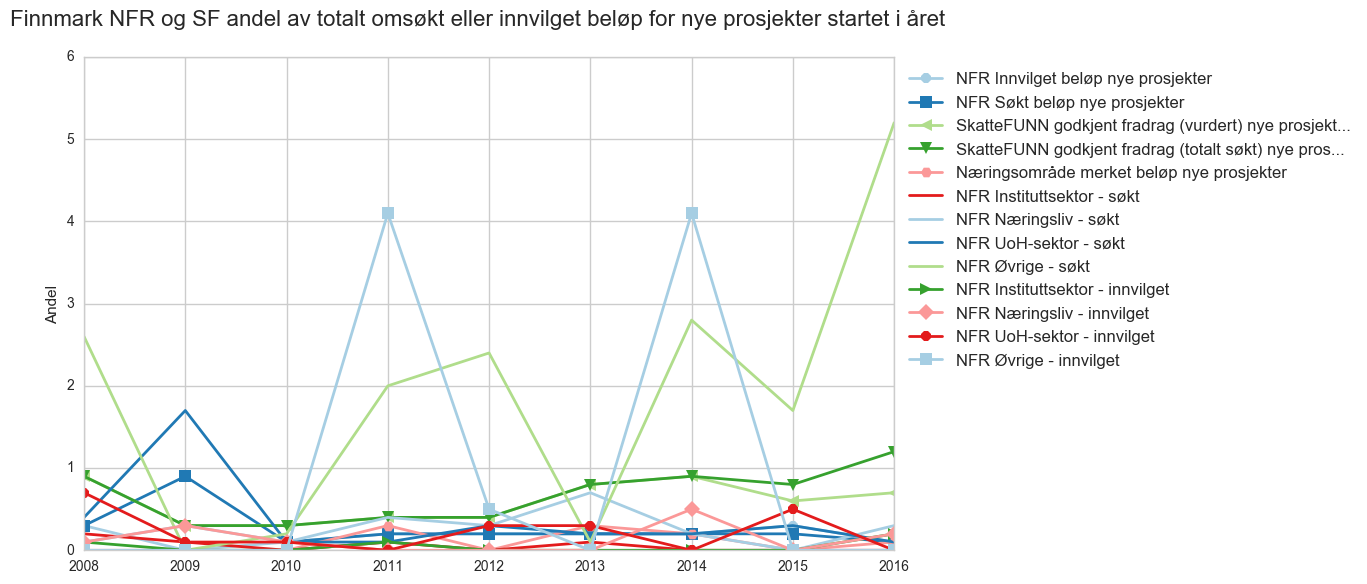 Finnmark NFR og SF andel av totalt omsøkt eller innvilget beløp for nye prosjekter startet i året
6
5
4
3
2
1
0
Andel
2008 2009 2010 2011 2012 2013 2014 2015 2016
NFR Innvilget beløp nye prosjekter
NFR Søkt beløp nye prosjekter
SkatteFUNN godkjent fradrag (vurdert) nye prosjekt...
SkatteFUNN godkjent fradrag (totalt søkt) nye pros...
Næringsområde merket beløp nye prosjekter
NFR Instituttsektor - søkt
NFR Næringsliv - søkt
NFR UoH-sektor - søkt
NFR Øvrige - søkt
NFR Instituttsektor - innvilget
NFR Næringsliv - innvilget
NFR UoH-sektor - innvilget
NFR Øvrige - innvilget